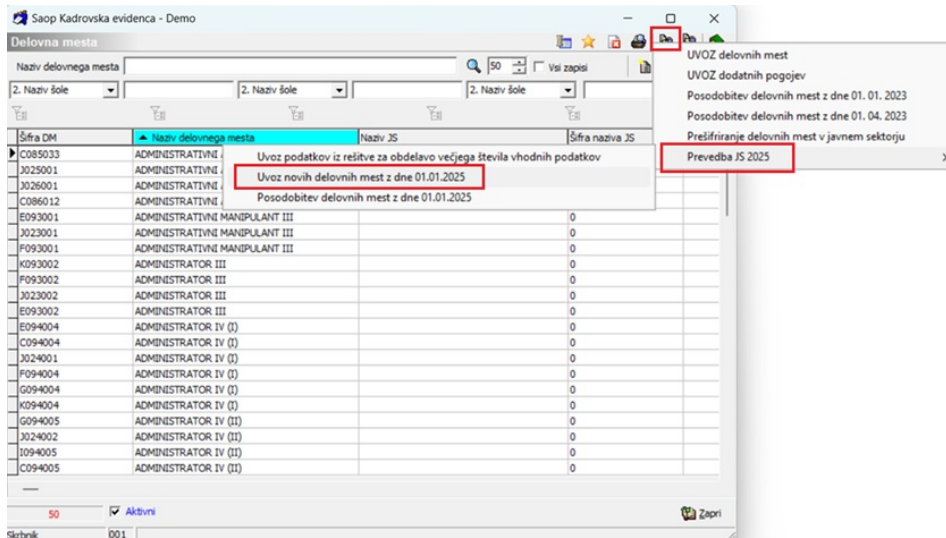 Saop Kadrovska evidenca - Demo
Delovna mesta
Naziv delovnega mesta
50
Vsi zapisi
2. Naziv šole
2. Naziv šole
2. Naziv šole
UVOZ delovnih mest
UVOZ dodatnih pogojev
Posodobitev delovnih mest z dne 01. 01. 2023
Posodobitev delovnih mest z dne 01. 04. 2023
Prešifriranje delovnih mest v javnem sektorju
Prevedba JS 2025
Šifra DM Naziv delovnega mesta Naziv JS Šifra naziva JS
Uvoz podatkov iz rešitve za obdelavo večjega števila vhodnih podatkov
Uvoz novih delovnih mest z dne 01.01.2025
Posodobitev delovnih mest z dne 01.01.2025
C085033 ADMINISTRATIVNI
J025001 ADMINISTRATIVNI
J026001 ADMINISTRATIVNI
C086012 ADMINISTRATIVNI
E093001 ADMINISTRATIVNI MANIPULANT III 0
J023001 ADMINISTRATIVNI MANIPULANT III 0
F093001 ADMINISTRATIVNI MANIPULANT III 0
K093002 ADMINISTRATOR III 0
F093002 ADMINISTRATOR III 0
J023002 ADMINISTRATOR III 0
E093002 ADMINISTRATOR III 0
E094004 ADMINISTRATOR IV (I) 0
C094004 ADMINISTRATOR IV (I) 0
J024001 ADMINISTRATOR IV (I) 0
F094004 ADMINISTRATOR IV (I) 0
G094004 ADMINISTRATOR IV (I) 0
K094004 ADMINISTRATOR IV (I) 0
G094005 ADMINISTRATOR IV (II) 0
J024002 ADMINISTRATOR IV (II) 0
I094005 ADMINISTRATOR IV (II) 0
C094005 ADMINISTRATOR IV (II) 0
50
Aktivni
Zapri
Skrbnik 001